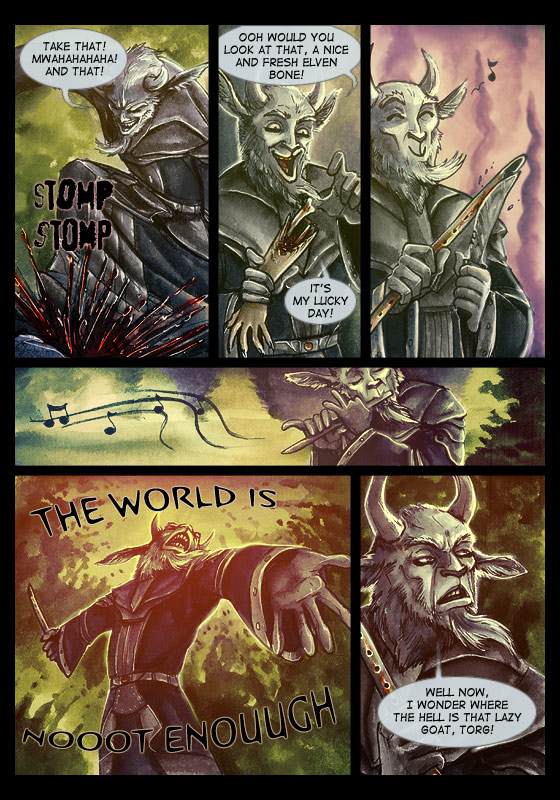 TAKE THAT!
MWAHAHAHAHA!
AND THAT!
STOMP
STOMP
OOH WOULD YOU
LOOK AT THAT, A NICE
AND FRESH ELVEN
BONE!
IT'S
MY LUCKY
DAY!
THE WORLD IS
NOOOT ENOUUGH
WELL NOW,
I WONDER WHERE
THE HELL IS THAT LAZY
GOAT, TORG!